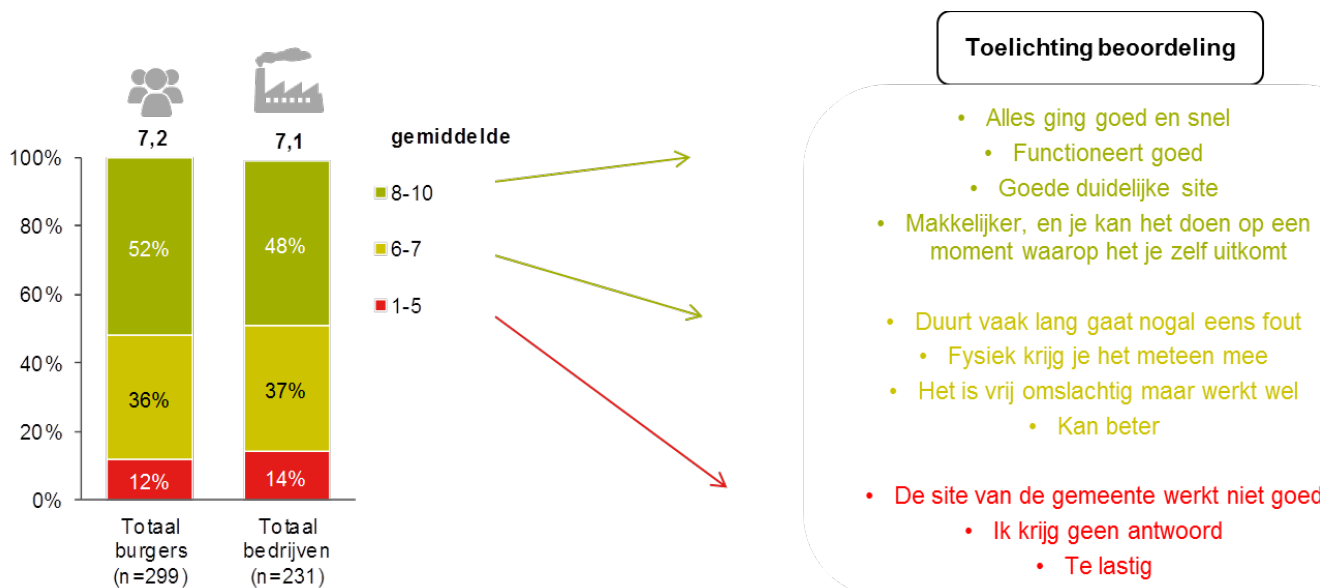 Toelichting beoordeling
7,2
7,1
gemiddelde
100%
80%
60%
40%
20%
0%
52%
36%
12%
48%
37%
14%
8-10
6-7
1-5
Totaal
burgers
(n=299)
Totaal
bedrijven
(n=231)
• Alles ging goed en snel
• Functioneert goed
• Goede duidelijke site
• Makkelijker, en je kan het doen op een
moment waarop het je zelf uitkomt
• Duurt vaak lang gaat nogal eens fout
• Fysiek krijg je het meteen mee
• Het is vrij omslachtig maar werkt wel
• Kan beter
• De site van de gemeente werkt niet goed
• Ik krijg geen antwoord
• Te lastig